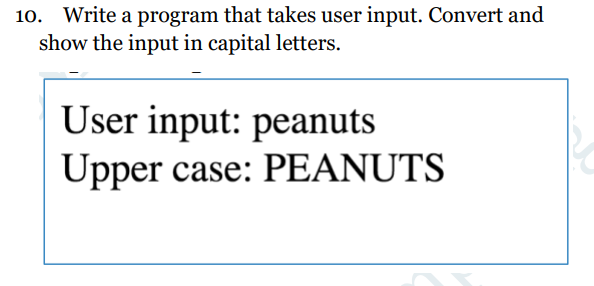 10. Write a program that takes user input. Convert and
show the input in capital letters.
User input: peanuts
Upper case: PEANUTS